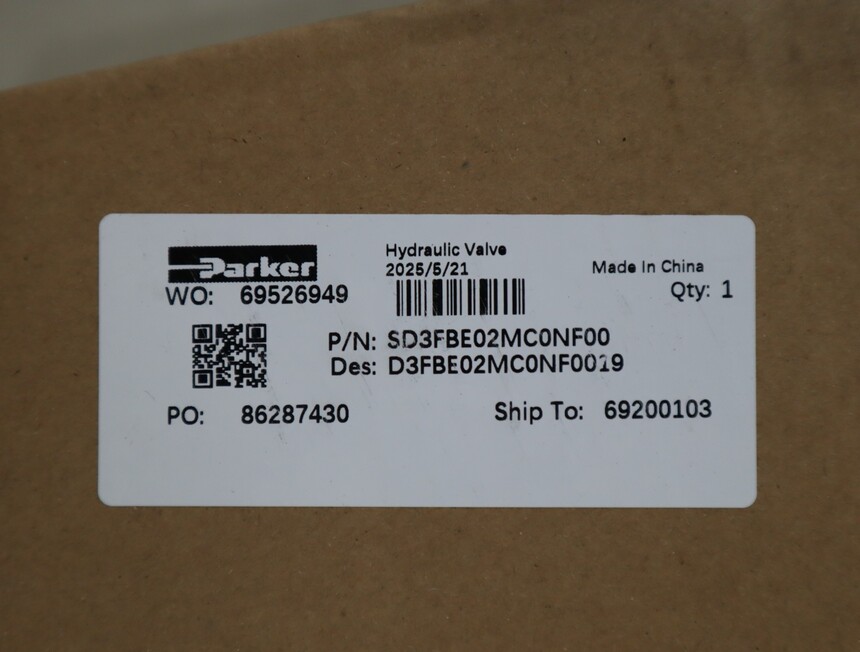 Parker
Hydraulic Valve
2025/5/21
Made In China
WO: 69526949
Qty: 1
P/N: SD3FBE02MC0NF00
Des: D3FBE02MC0NF0019
PO: 86287430
Ship To: 69200103